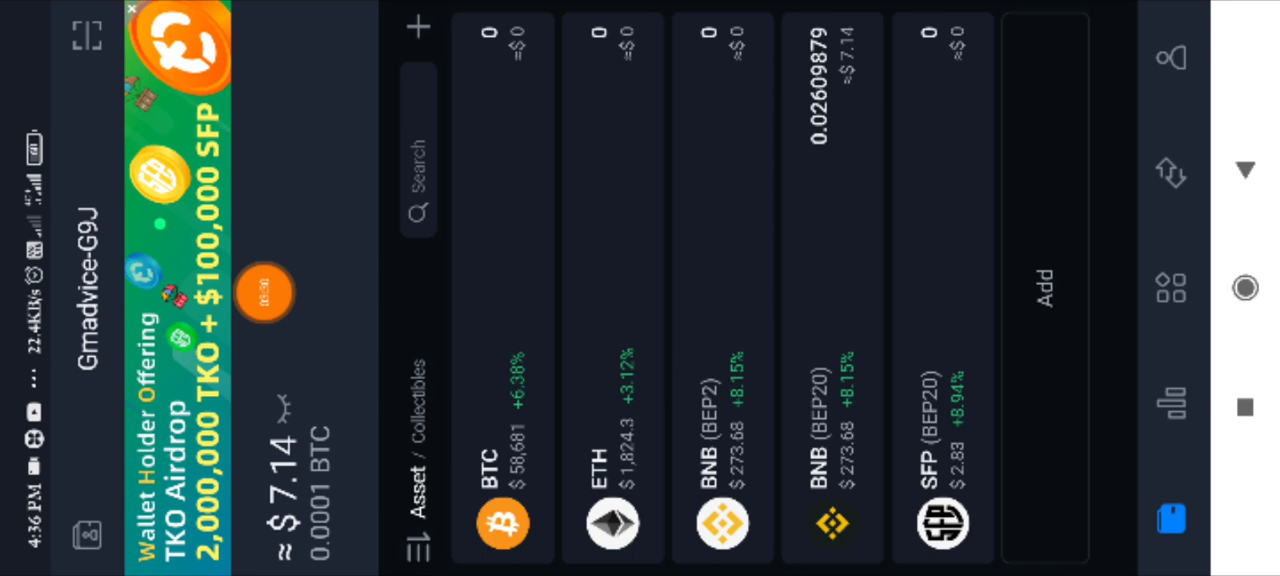 4:36 PM
22.4KB/s
60
Gmadvice-G9J
Wallet Holder Offering
TKO Airdrop
2,000,000 TKO + $100,000 SFP
≈ $ 7.14
0.0001 BTC
Asset / Collectibles
Search
BTC
0
$ 58,681 +6.38%
≈$ 0
ETH
0
$ 1,824.3 +3.12%
≈$ 0
BNB (BEP2)
0
$ 273.68 +8.15%
≈$ 0
BNB (BEP20)
0.02609879
$ 273.68 +8.15%
≈$ 7.14
SFP (BEP20)
0
$ 2.83 +8.94%
≈$ 0
Add